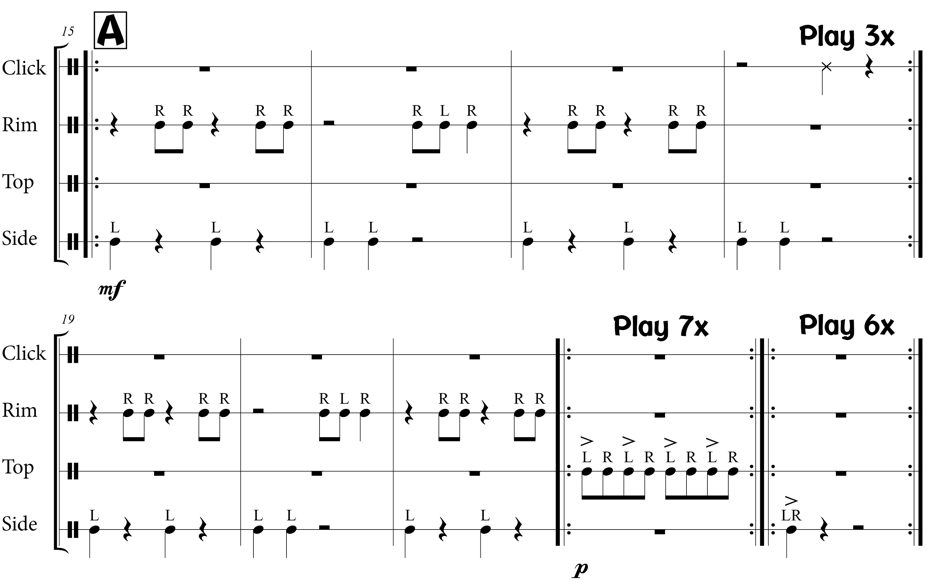 A
15
Play 3x
Click
R R R R R L R R R R R
Rim
Top
L L L L L L L L
Side
mf
19
Play 7x
Play 6x
Click
R R R R R L R R R R R
Rim
L R L R L R L R
Top
L L L L L L LR
Side
p